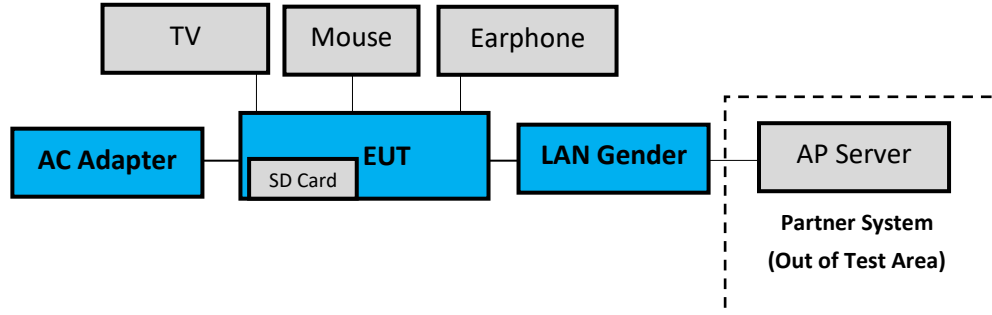 TV
Mouse
Earphone
AC Adapter
EUT
SD Card
LAN Gender
AP Server
Partner System
(Out of Test Area)